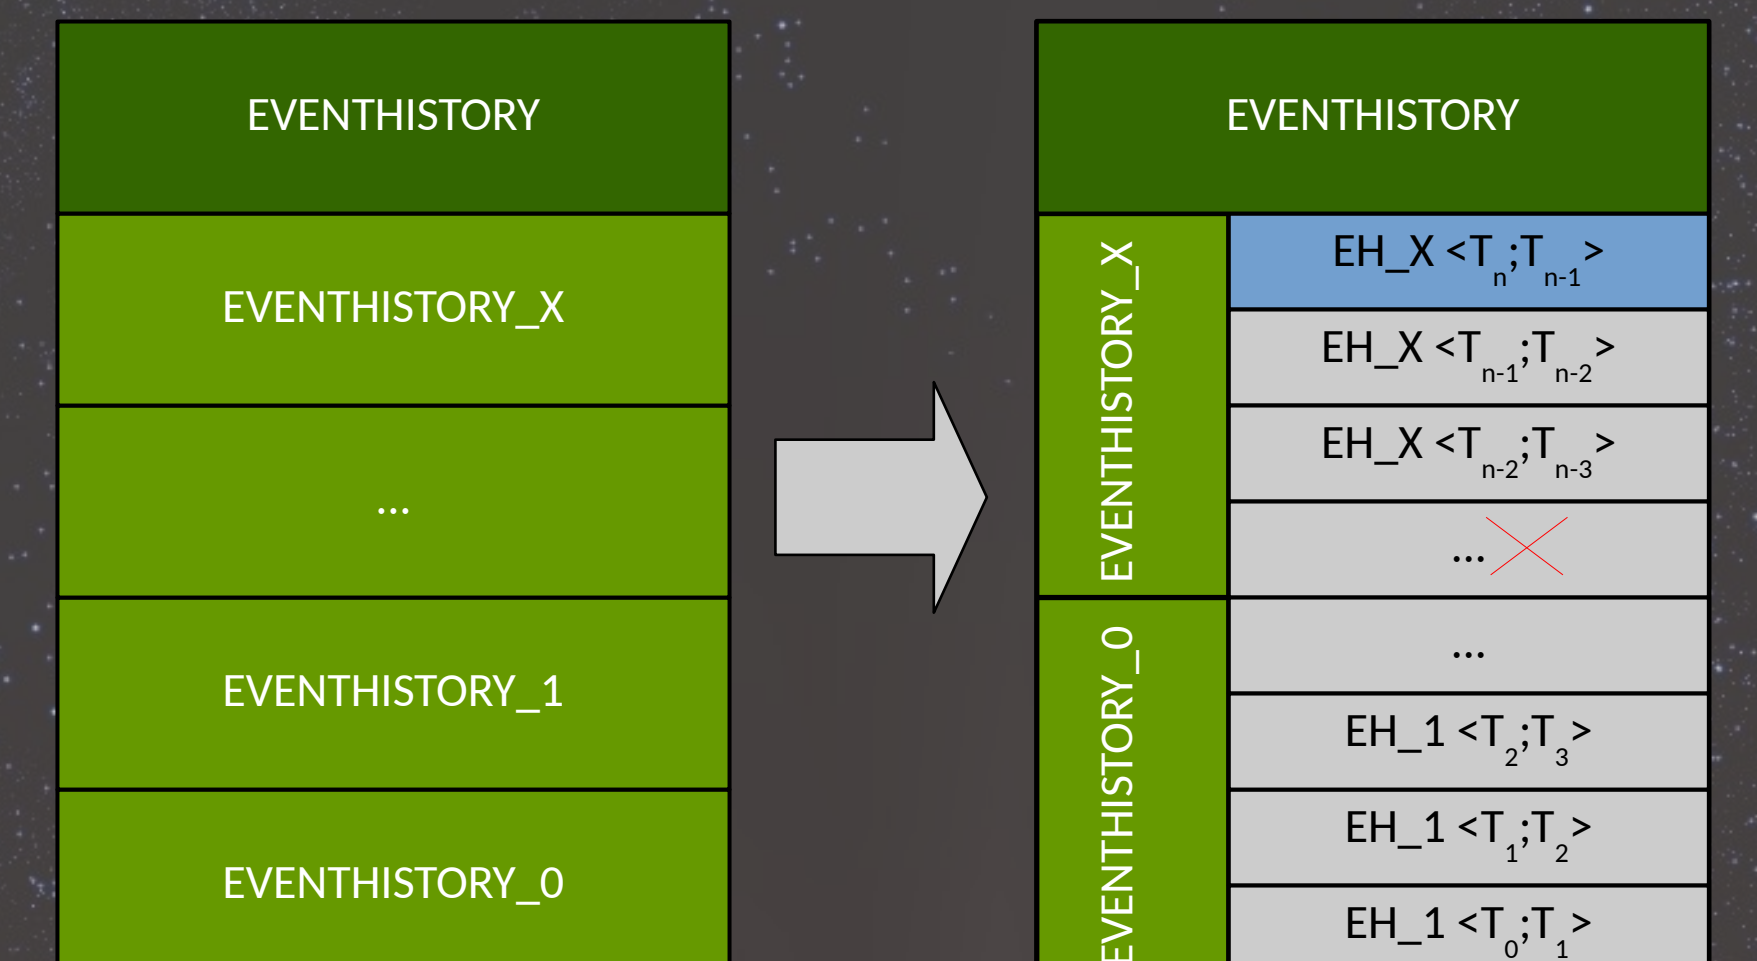 EVENTHISTORY
EVENTHISTORY_X
...
EVENTHISTORY_1
EVENTHISTORY_0
EVENTHISTORY
EVENTHISTORY_X
EH_X <Tn;Tn-1>
EH_X <Tn-1;Tn-2>
EH_X <Tn-2;Tn-3>
...
EVENTHISTORY_0
...
EH_1 <T2;T3>
EH_1 <T1;T2>
EH_1 <T0;T1>